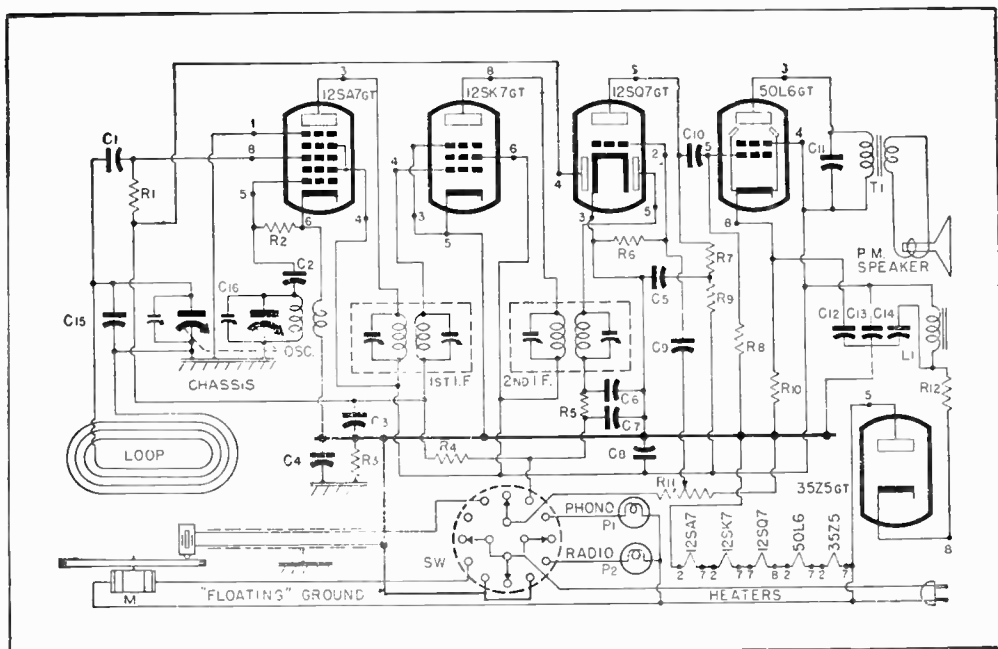 3 8 5 3
12SA7GT 12SK7GT 12SQ7GT 50L6GT
C1 1 8 5 6 4
4 3 5 6
4 2 3 5
C10 5 4 8
C11
T1
R1
R2
C2
R6
C5
R7
R9
P.M.
SPEAKER
C15
C16
OSC.
CHASSIS
1ST I.F.
2ND I.F.
C9
R8
C12 C13 C14
L1
R10
R12
R5
C6
C7
5
LOOP
C3
C4
R3
R4
C8
R11
35Z5GT
8
PHONO
P1
RADIO
P2
SW
12SA7 12SK7 12SQ7 50L6 35Z5
2 7 2 7 7 8 2 7 2 7
M
"FLOATING" GROUND
HEATERS